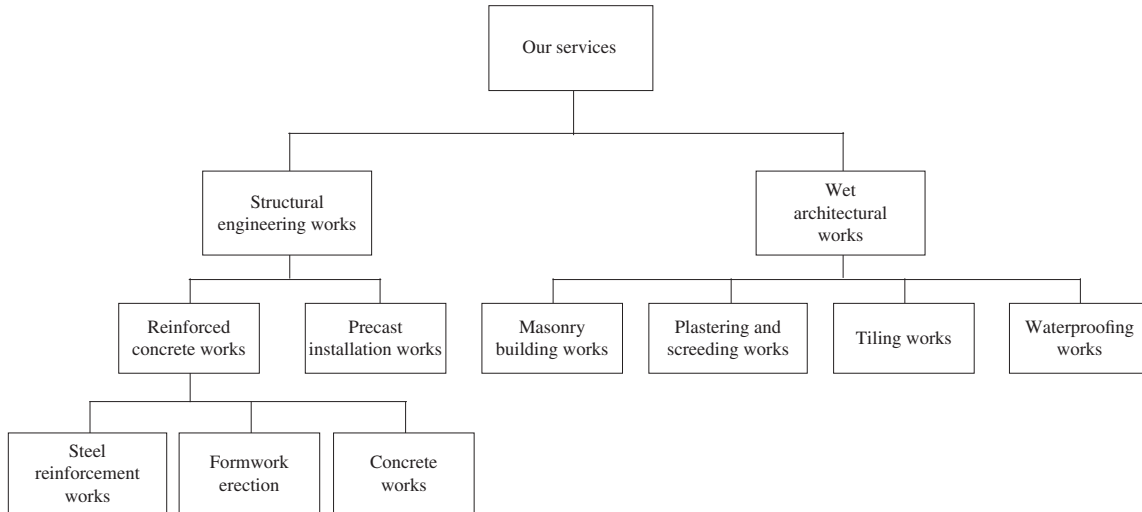 Our services
Structural
engineering works
Wet
architectural
works
Reinforced
concrete works
Precast
installation works
Masonry
building works
Plastering and
screeding works
Tiling works
Waterproofing
works
Steel
reinforcement
works
Formwork
erection
Concrete
works